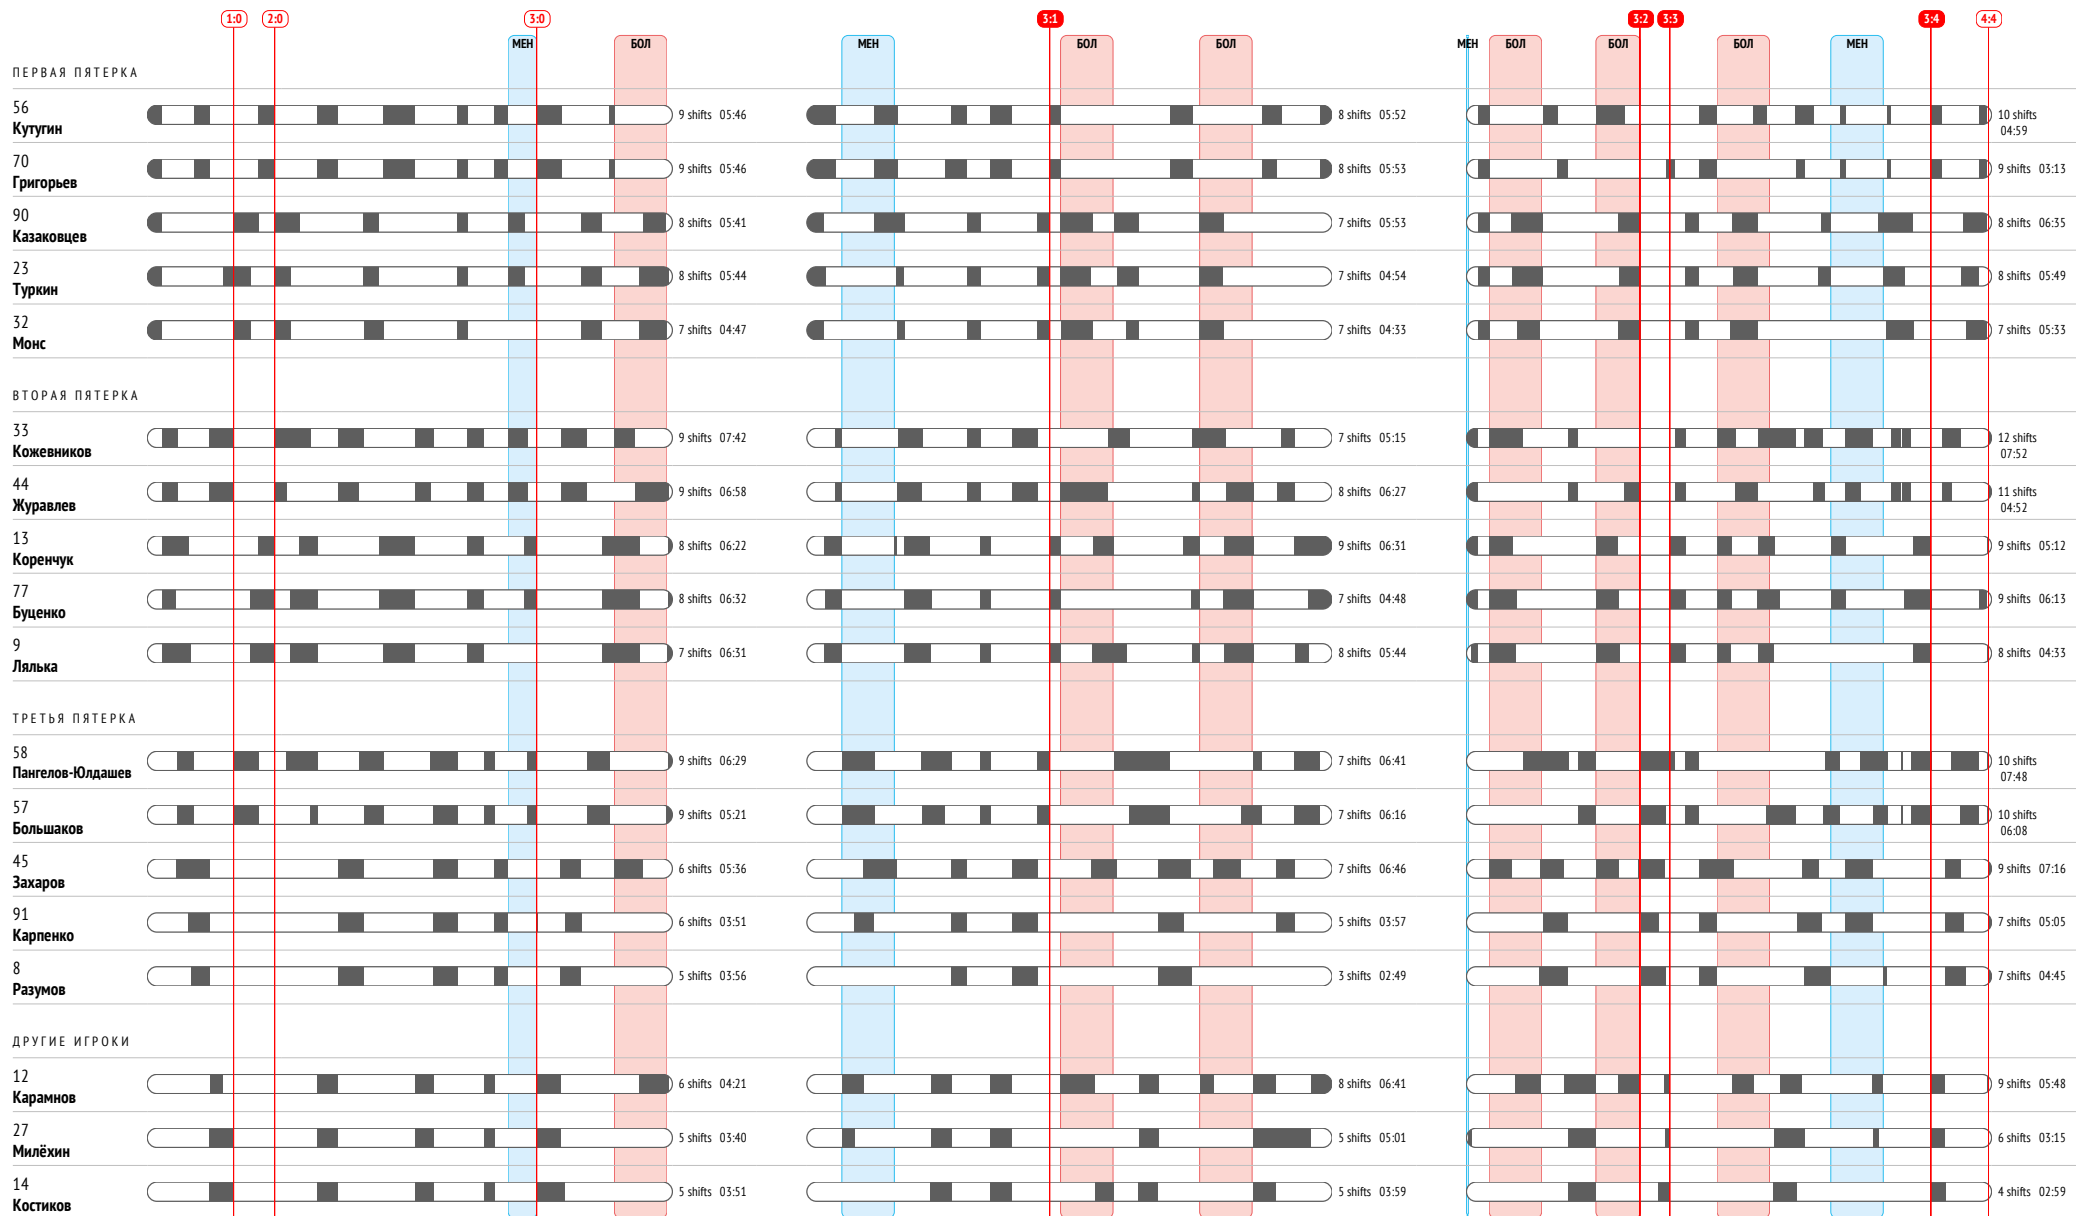 1:0 2:0 3:0 3:1 3:2 3:3 3:4 4:4
МЕН БОЛ МЕН БОЛ БОЛ МЕН БОЛ БОЛ БОЛ МЕН
ПЕРВАЯ ПЯТЕРКА
56
Кутугин
9 shifts 05:46
8 shifts 05:52
10 shifts
04:59
70
Григорьев
9 shifts 05:46
8 shifts 05:53
9 shifts 03:13
90
Казаковцев
8 shifts 05:41
7 shifts 05:53
8 shifts 06:35
23
Туркин
8 shifts 05:44
7 shifts 04:54
8 shifts 05:49
32
Монс
7 shifts 04:47
7 shifts 04:33
7 shifts 05:33
ВТОРАЯ ПЯТЕРКА
33
Кожевников
9 shifts 07:42
7 shifts 05:15
12 shifts
07:52
44
Журавлев
9 shifts 06:58
8 shifts 06:27
11 shifts
04:52
13
Коренчук
8 shifts 06:22
9 shifts 06:31
9 shifts 05:12
77
Буценко
8 shifts 06:32
7 shifts 04:48
9 shifts 06:13
9
Лялька
7 shifts 06:31
8 shifts 05:44
8 shifts 04:33
ТРЕТЬЯ ПЯТЕРКА
58
Пангелов-Юлдашев
9 shifts 06:29
7 shifts 06:41
10 shifts
07:48
57
Большаков
9 shifts 05:21
7 shifts 06:16
10 shifts
06:08
45
Захаров
6 shifts 05:36
7 shifts 06:46
9 shifts 07:16
91
Карпенко
6 shifts 03:51
5 shifts 03:57
7 shifts 05:05
8
Разумов
5 shifts 03:56
3 shifts 02:49
7 shifts 04:45
ДРУГИЕ ИГРОКИ
12
Карамнов
6 shifts 04:21
8 shifts 06:41
9 shifts 05:48
27
Милёхин
5 shifts 03:40
5 shifts 05:01
6 shifts 03:15
14
Костиков
5 shifts 03:51
5 shifts 03:59
4 shifts 02:59